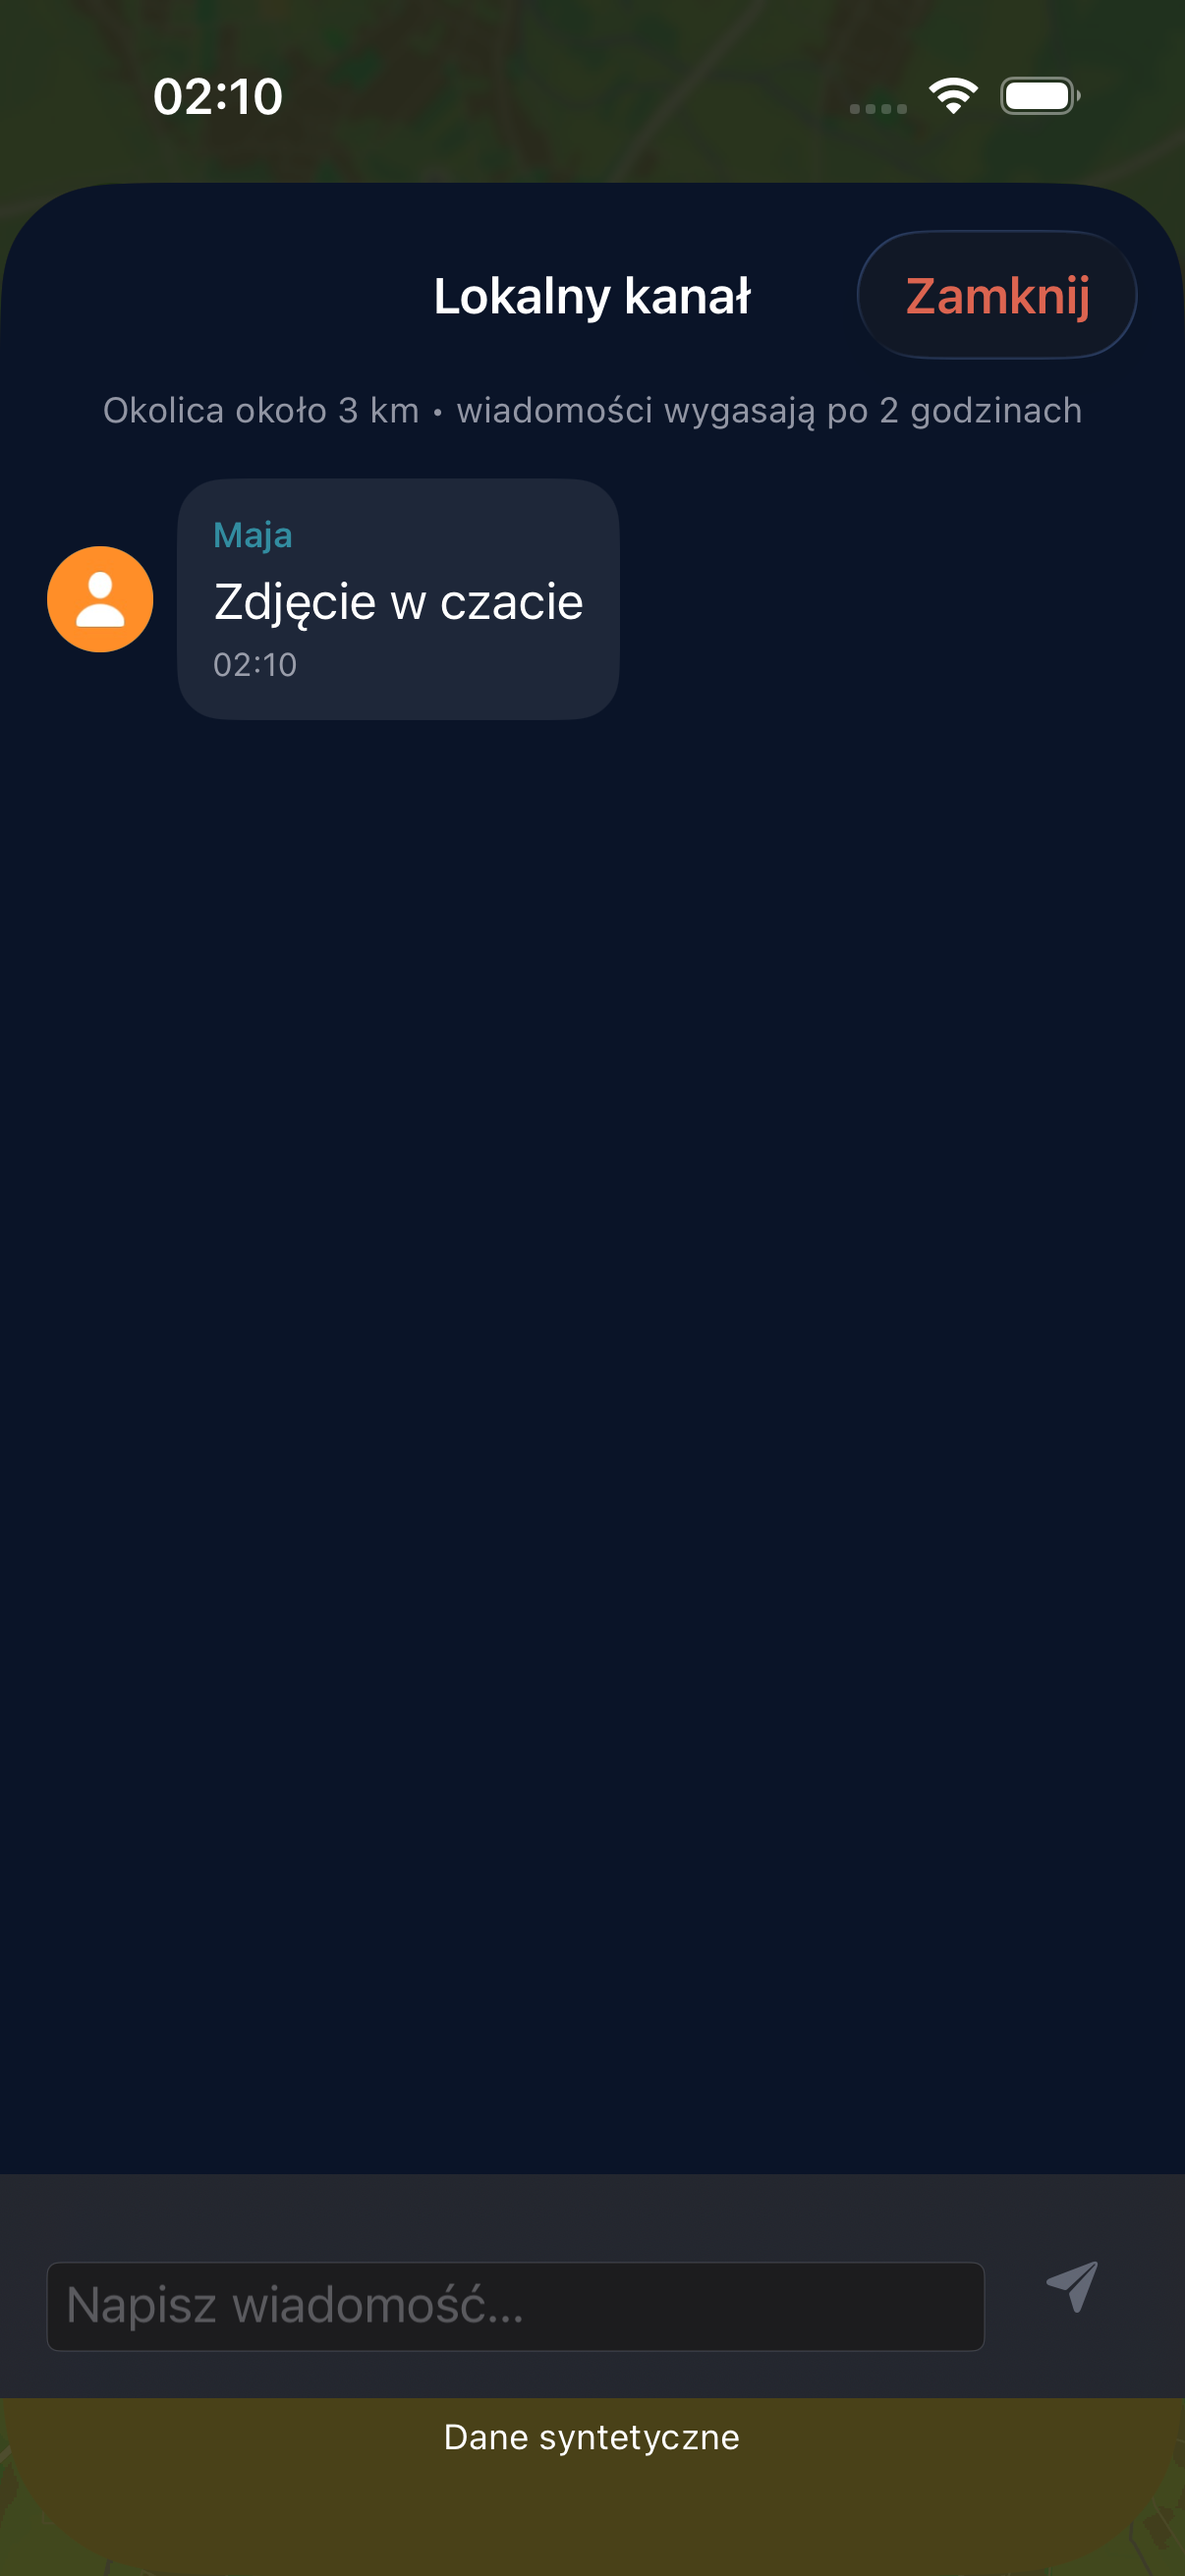 02:10
Lokalny kanał
Zamknij
Okolica około 3 km • wiadomości wygasają po 2 godzinach
Maja
Zdjęcie w czacie
02:10
Napisz wiadomość...
Dane syntetyczne